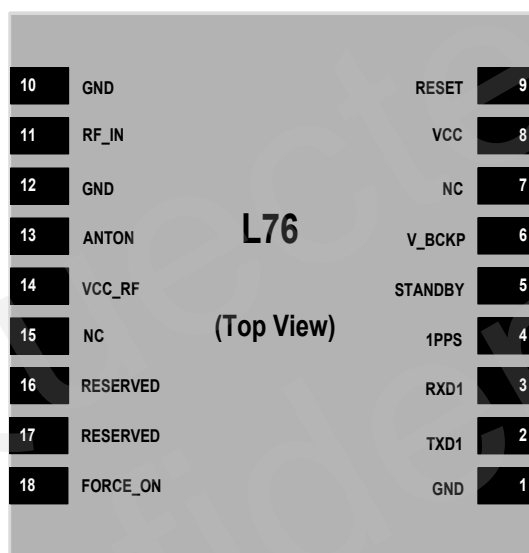 10 GND RESET 9
11 RF_IN VCC 8
12 GND NC 7
L76
13 ANTON V_BCKP 6
14 VCC_RF STANDBY 5
(Top View)
15 NC 1PPS 4
16 RESERVED RXD1 3
17 RESERVED TXD1 2
18 FORCE_ON GND 1